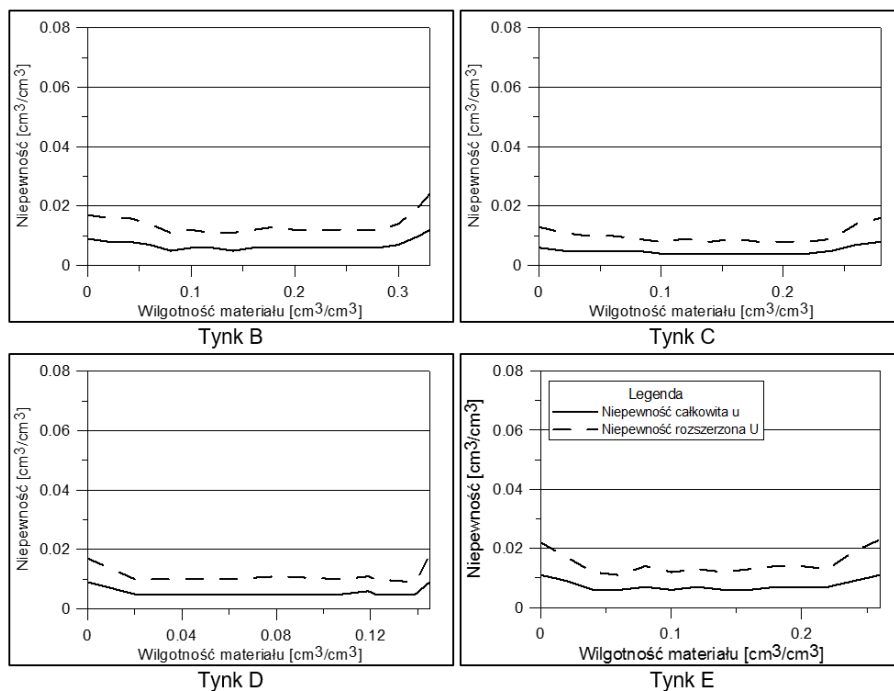 0.08
0.06
0.04
0.02
0
Niepewność [cm³/cm³]
0 0.1 0.2 0.3
Wilgotność materiału [cm³/cm³]
Tynk B
0.08
0.06
0.04
0.02
0
Niepewność [cm³/cm³]
0 0.1 0.2
Wilgotność materiału [cm³/cm³]
Tynk C
0.08
0.06
0.04
0.02
0
Niepewność [cm³/cm³]
0 0.04 0.08 0.12
Wilgotność materiału [cm³/cm³]
Tynk D
0.08
0.06
0.04
0.02
0
Niepewność [cm³/cm³]
Legenda
Niepewność całkowita u
Niepewność rozszerzona U
0 0.1 0.2
Wilgotność materiału [cm³/cm³]
Tynk E